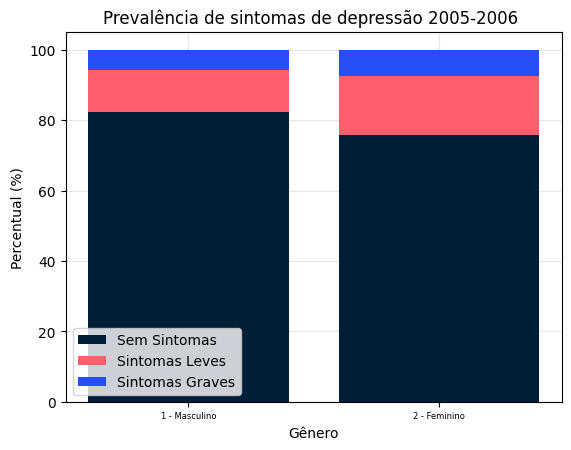 Prevalência de sintomas de depressão 2005-2006
Percentual (%)
100
80
60
40
20
0
Sem Sintomas
Sintomas Leves
Sintomas Graves
1 - Masculino
2 - Feminino
Gênero